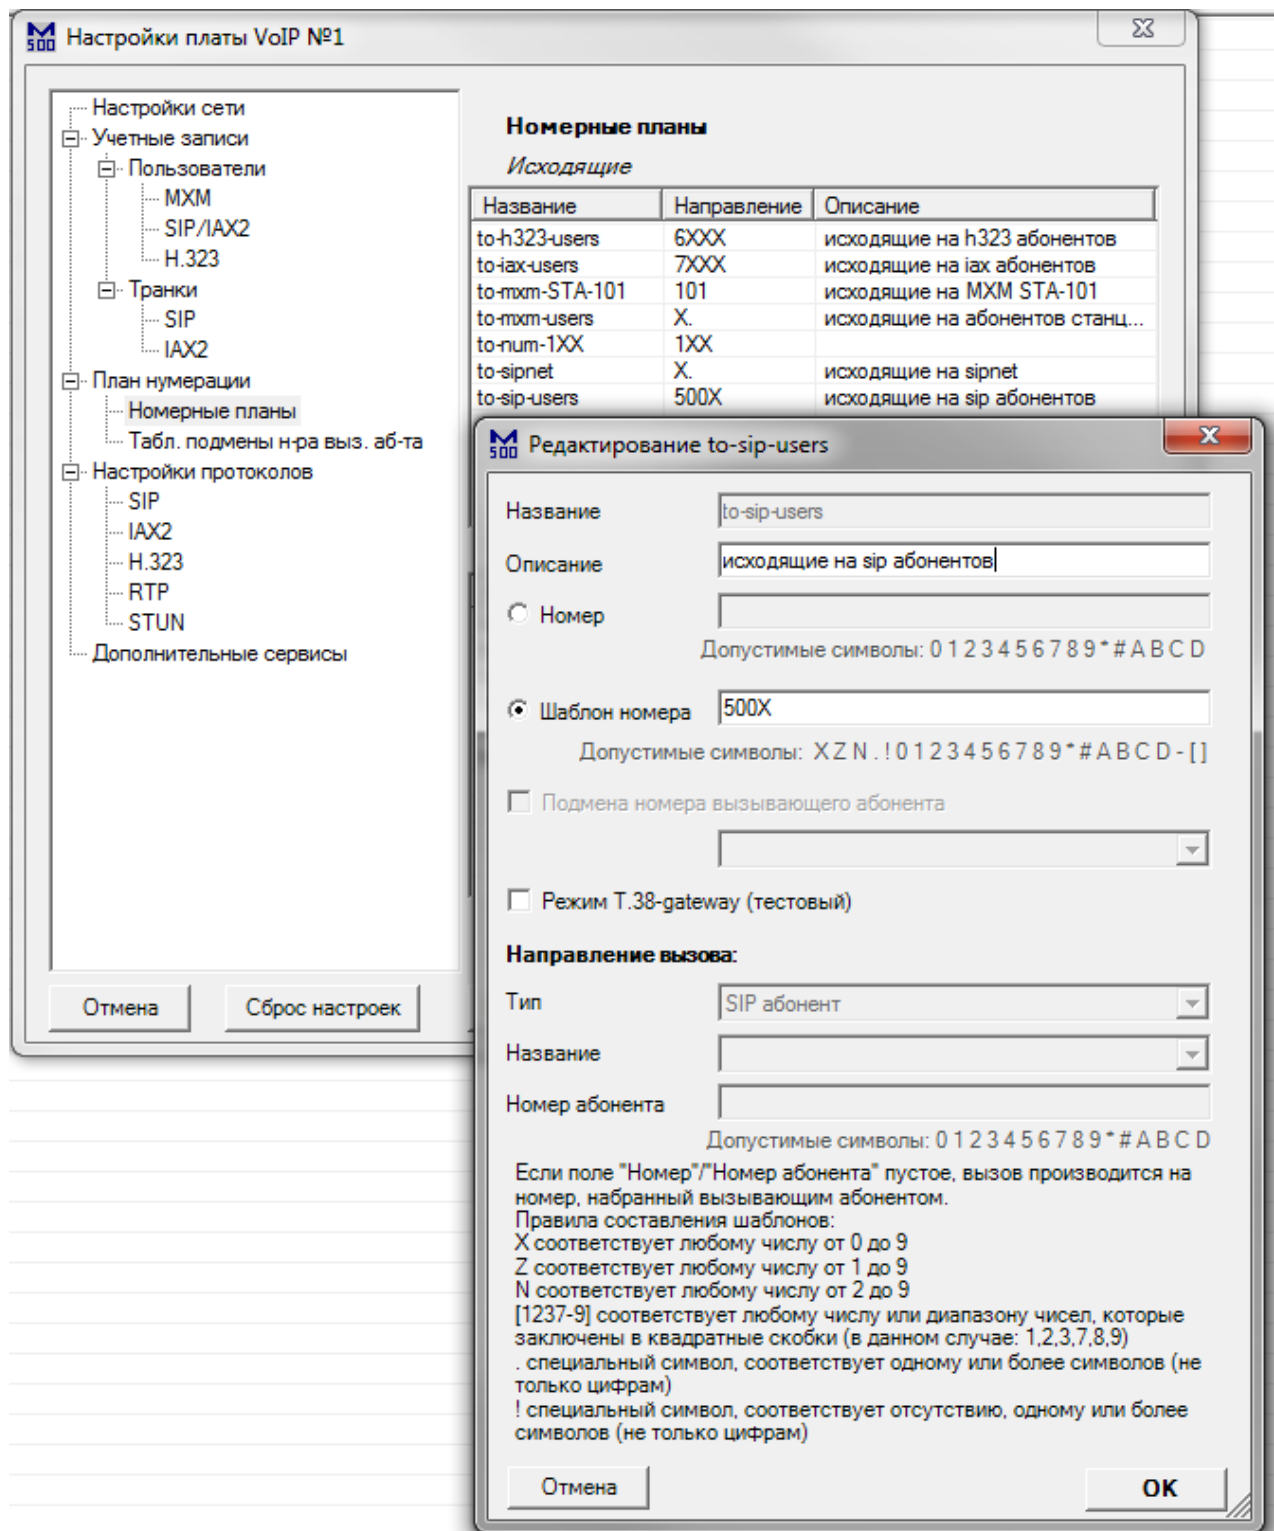 M 500 Настройки платы VoIP №1
Настройки сети
Учетные записи
Пользователи
MXM
SIP/IAX2
H.323
Транки
SIP
IAX2
План нумерации
Номерные планы
Табл. подмены н-ра выз. аб-та
Настройки протоколов
SIP
IAX2
H.323
RTP
STUN
Дополнительные сервисы
Отмена
Сброс настроек
Номерные планы
Исходящие
Название Направление Описание
to-h323-users 6XXX исходящие на h323 абонентов
to-iax-users 7XXX исходящие на iax абонентов
to-mxm-STA-101 101 исходящие на MXM STA-101
to-mxm-users X. исходящие на абонентов станц...
to-num-1XX 1XX
to-sipnet X. исходящие на sipnet
to-sip-users 500X исходящие на sip абонентов
M 500 Редактирование to-sip-users
Название to-sip-users
Описание исходящие на sip абонентов
Номер
Допустимые символы: 0 1 2 3 4 5 6 7 8 9 * # A B C D
Шаблон номера 500X
Допустимые символы: X Z N . ! 0 1 2 3 4 5 6 7 8 9 * # A B C D - [ ]
Подмена номера вызывающего абонента
Режим T.38-gateway (тестовый)
Направление вызова:
Тип SIP абонент
Название
Номер абонента
Допустимые символы: 0 1 2 3 4 5 6 7 8 9 * # A B C D
Если поле "Номер"/"Номер абонента" пустое, вызов производится на
номер, набранный вызывающим абонентом.
Правила составления шаблонов:
X соответствует любому числу от 0 до 9
Z соответствует любому числу от 1 до 9
N соответствует любому числу от 2 до 9
[1237-9] соответствует любому числу или диапазону чисел, которые
заключены в квадратные скобки (в данном случае: 1,2,3,7,8,9)
. специальный символ, соответствует одному или более символов (не
только цифрам)
! специальный символ, соответствует отсутствию, одному или более
символов (не только цифрам)
Отмена
OK